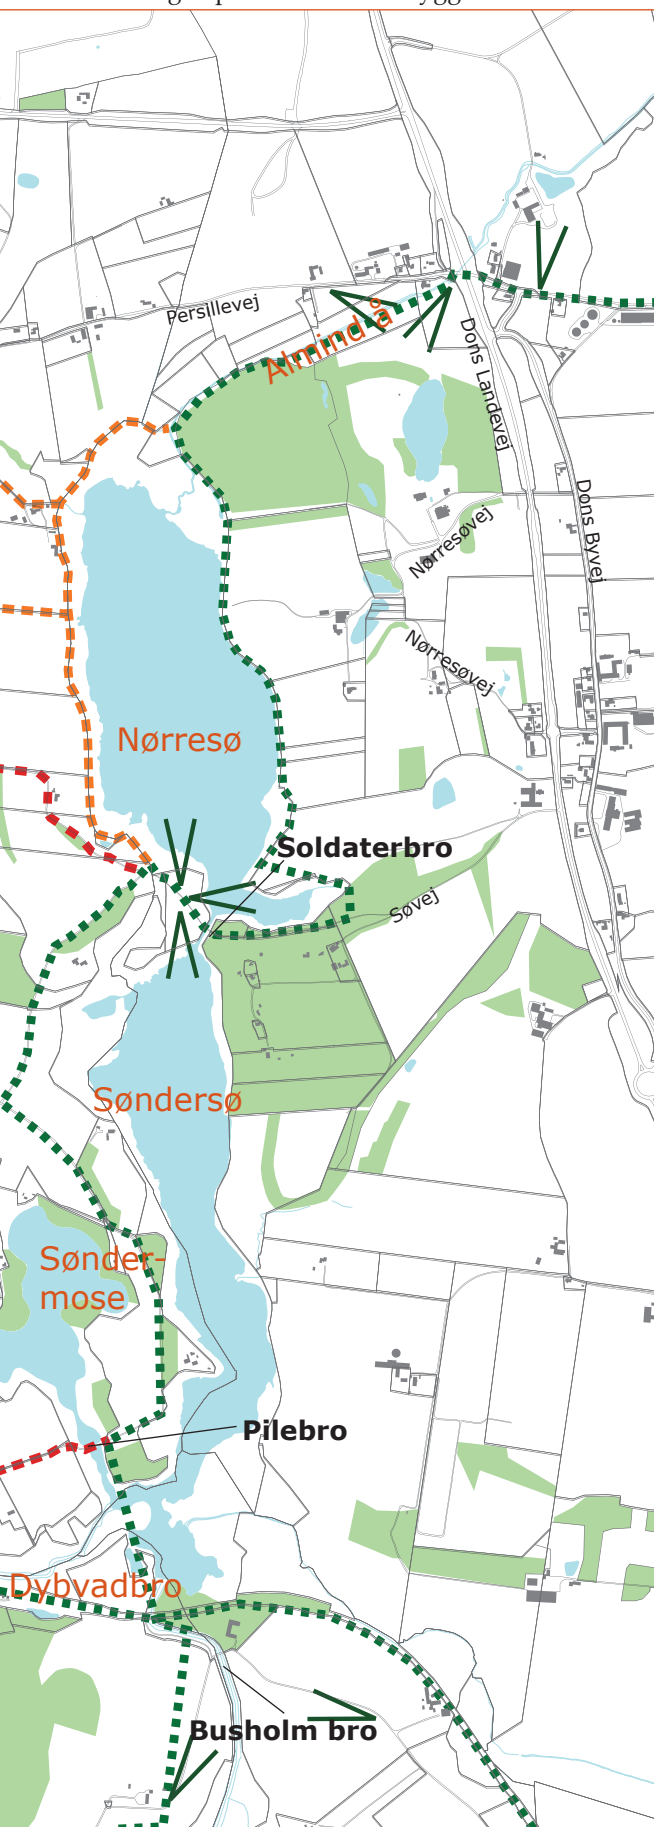 Persillevej
Almind å
Dons Landevej
Dons Byvej
Nørresøvej
Nørresøvej
Nørresø
Soldaterbro
Søvej
Søndersø
Sønder-
mose
Pilebro
Dybvadbro
Busholm bro